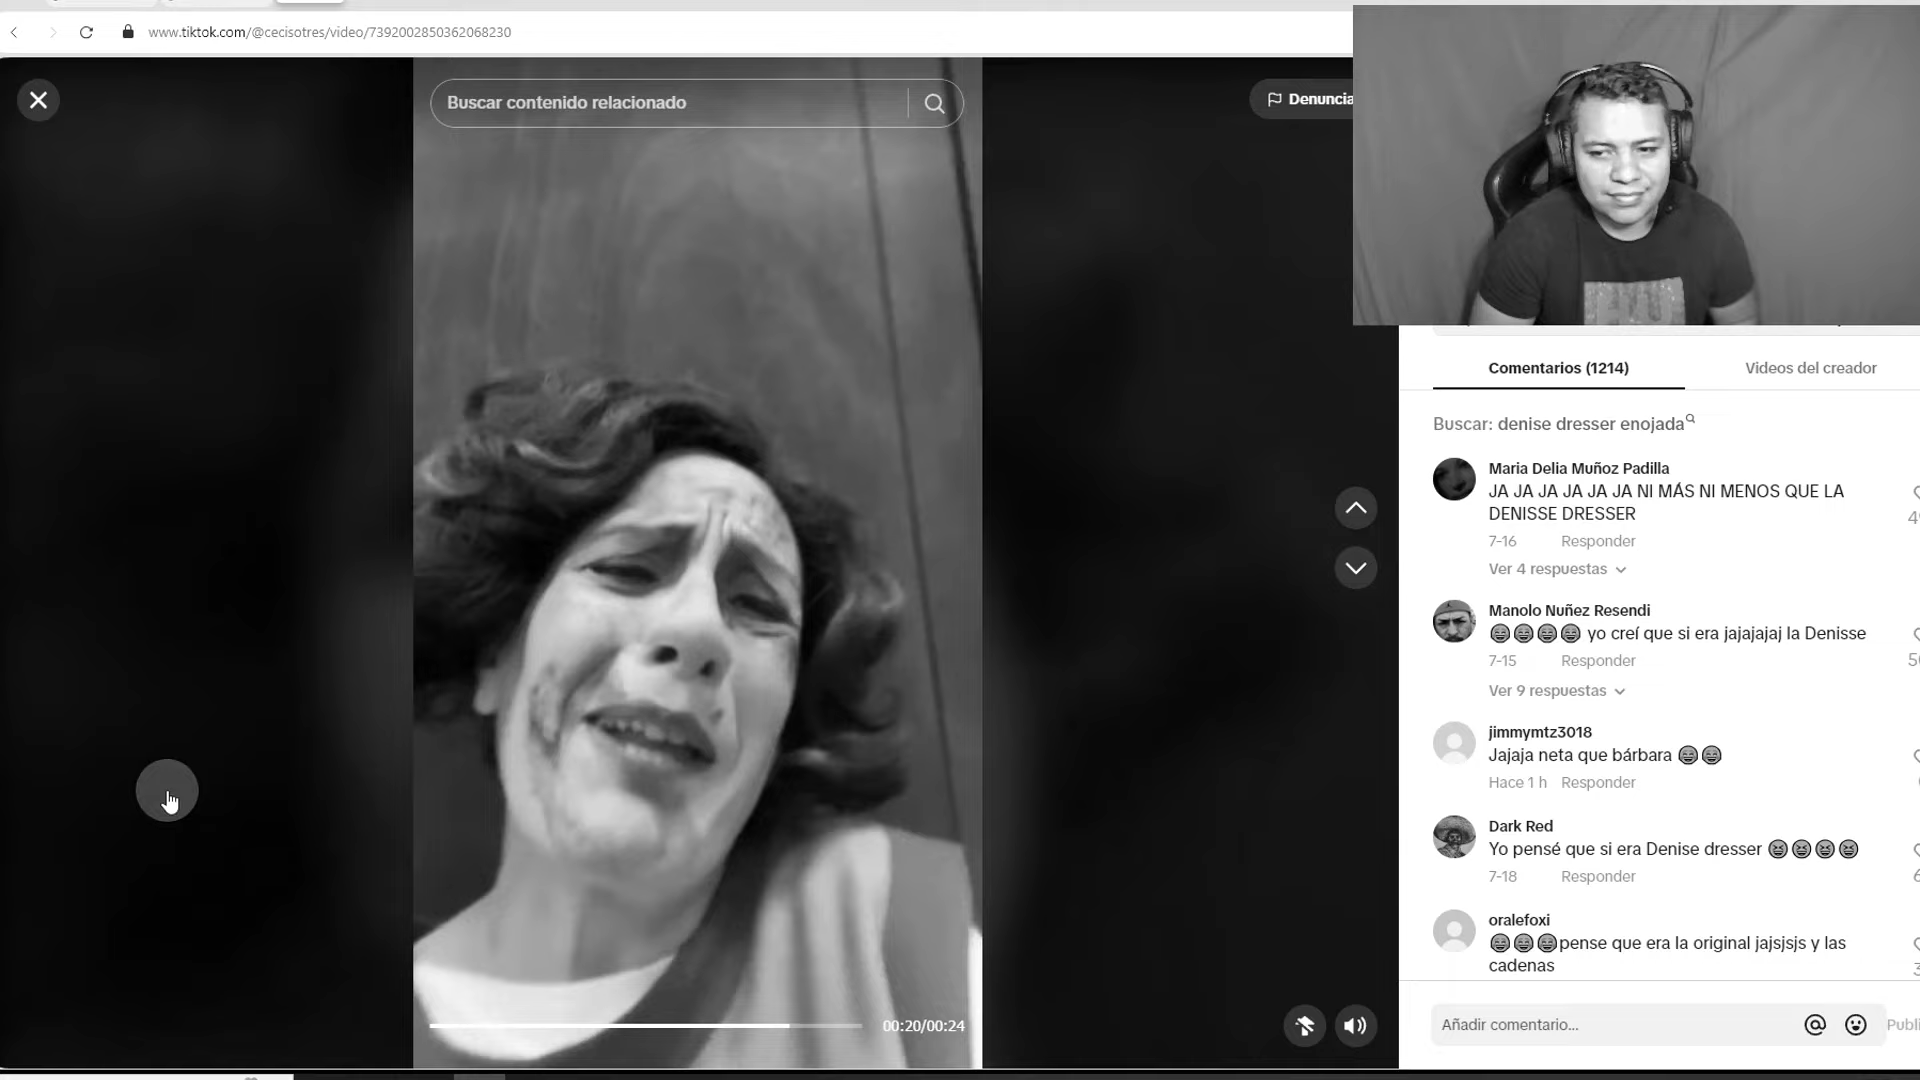 www.tiktok.com/@cecisotres/video/7392002850362068230
Buscar contenido relacionado
Denuncia
Comentarios (1214)
Videos del creador
Buscar: denise dresser enojada
Maria Delia Muñoz Padilla
JA JA JA JA JA JA NI MÁS NI MENOS QUE LA
DENISSE DRESSER
7-16 Responder
Ver 4 respuestas
Manolo Nuñez Resendi
yo creí que si era jajajajaj la Denisse
7-15 Responder
Ver 9 respuestas
jimmymtz3018
Jajaja neta que bárbara
Hace 1 h Responder
Dark Red
Yo pensé que si era Denise dresser
7-18 Responder
oralefoxi
pense que era la original jajsjsjs y las
cadenas
00:20/00:24
Añadir comentario...
Publi